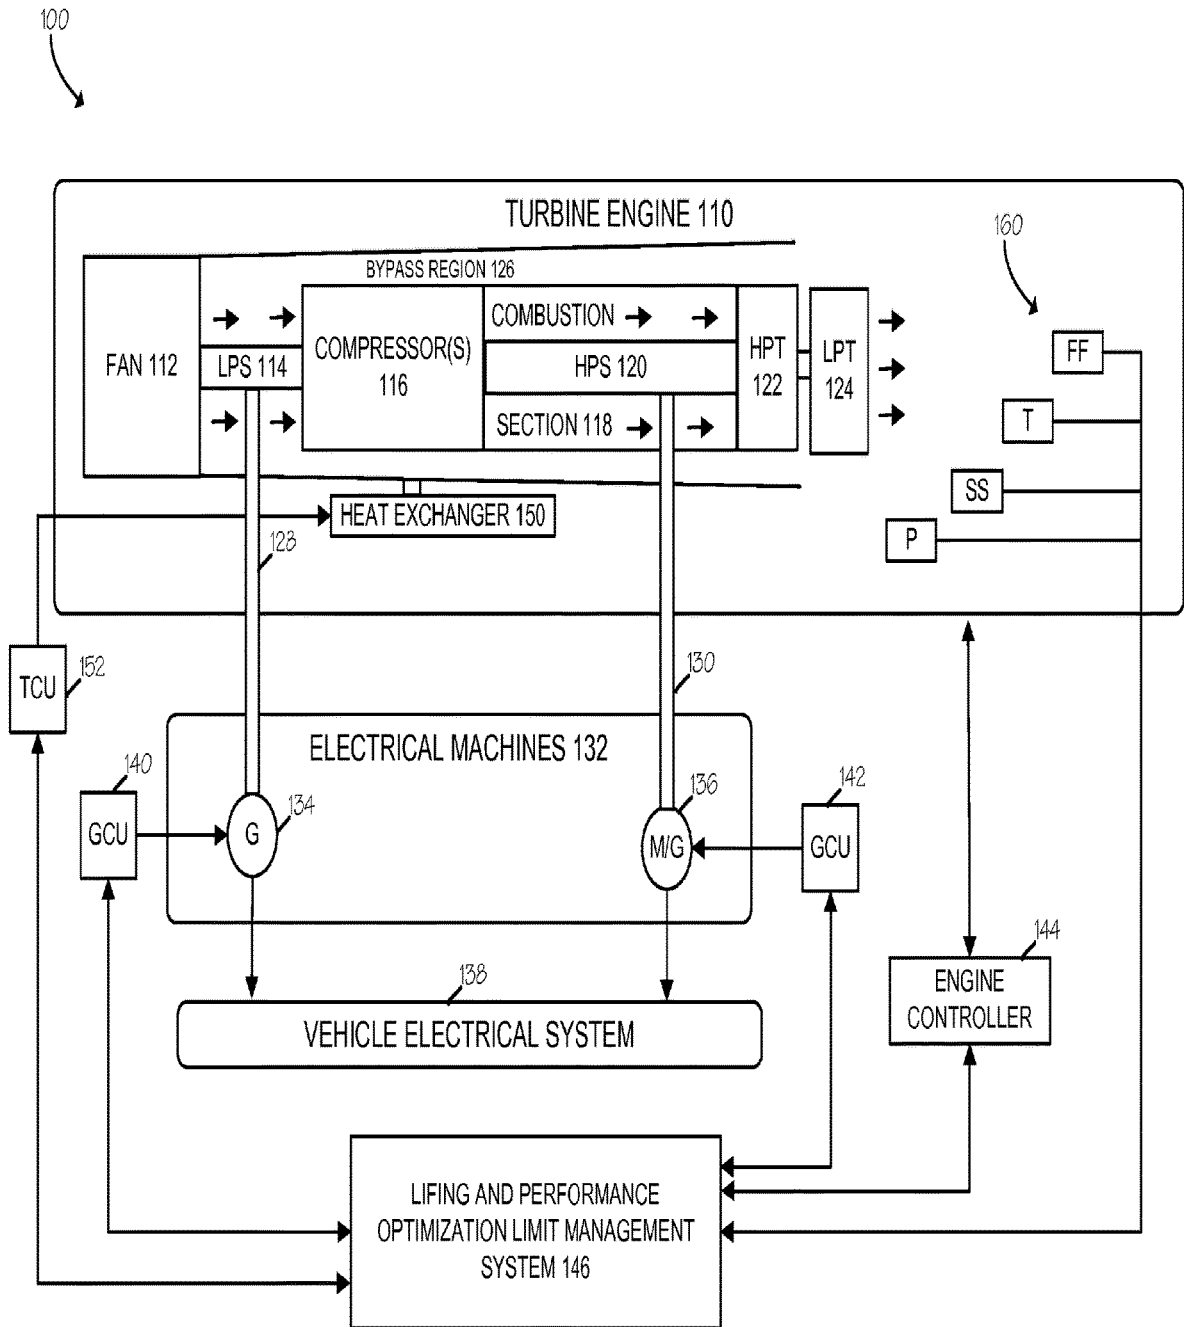 100
TURBINE ENGINE 110
160
BYPASS REGION 126
FAN 112
LPS 114
COMPRESSOR(S)
116
COMBUSTION
HPS 120
SECTION 118
HPT
122
LPT
124
FF
T
SS
P
HEAT EXCHANGER 150
123
130
TCU
152
ELECTRICAL MACHINES 132
140
GCU
G
134
M/G
136
142
GCU
144
ENGINE
CONTROLLER
138
VEHICLE ELECTRICAL SYSTEM
LIFING AND PERFORMANCE
OPTIMIZATION LIMIT MANAGEMENT
SYSTEM 146